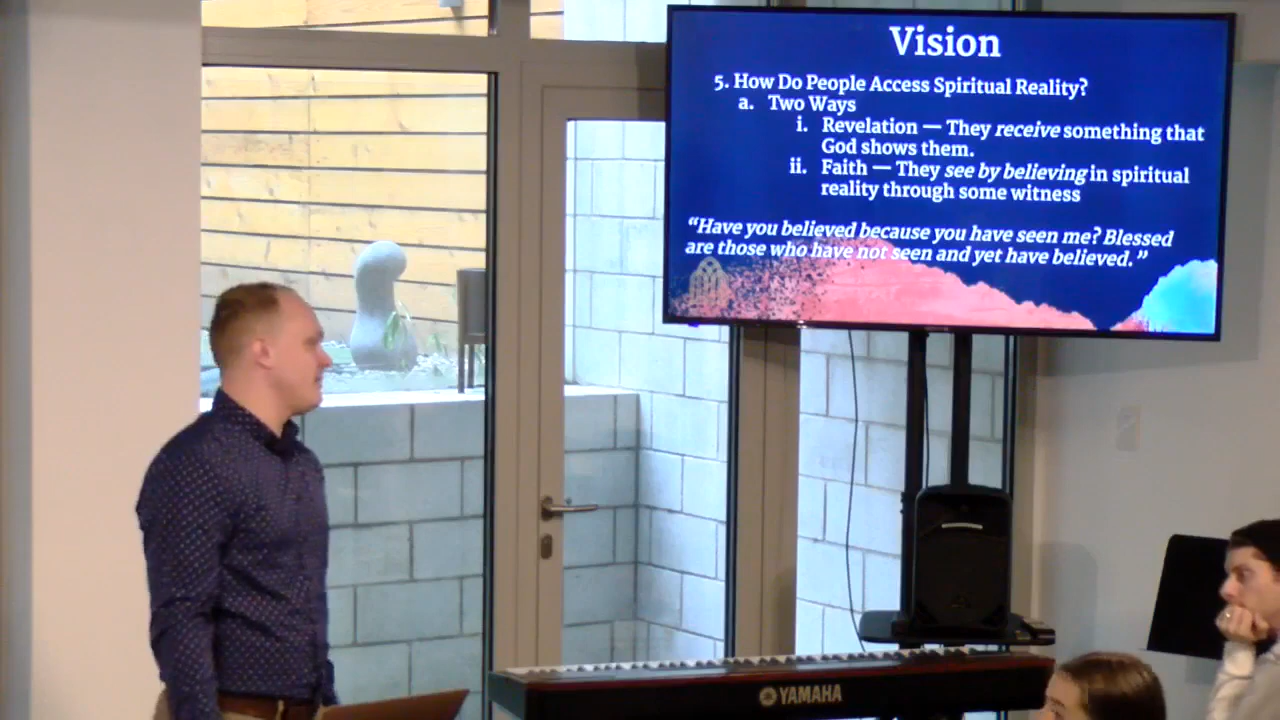 Vision
5. How Do People Access Spiritual Reality?
a. Two Ways
i. Revelation — They receive something that
God shows them.
ii. Faith — They see by believing in spiritual
reality through some witness
“Have you believed because you have seen me? Blessed
are those who have not seen and yet have believed.”
YAMAHA